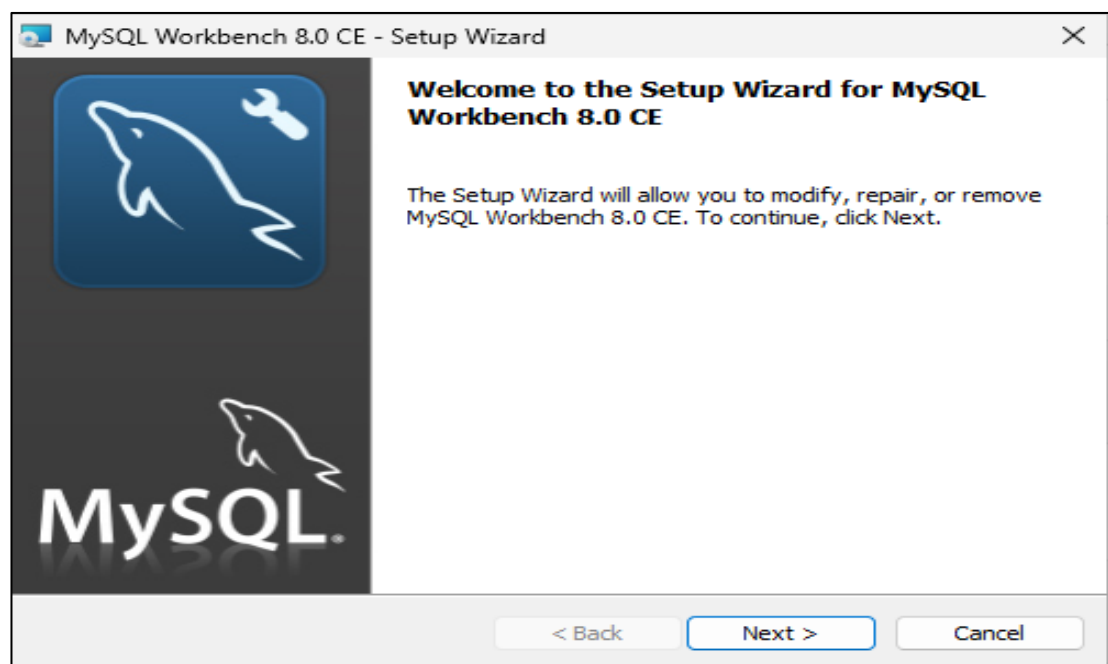 MySQL Workbench 8.0 CE - Setup Wizard
Welcome to the Setup Wizard for MySQL
Workbench 8.0 CE
The Setup Wizard will allow you to modify, repair, or remove
MySQL Workbench 8.0 CE. To continue, click Next.
MySQL®
< Back Next > Cancel